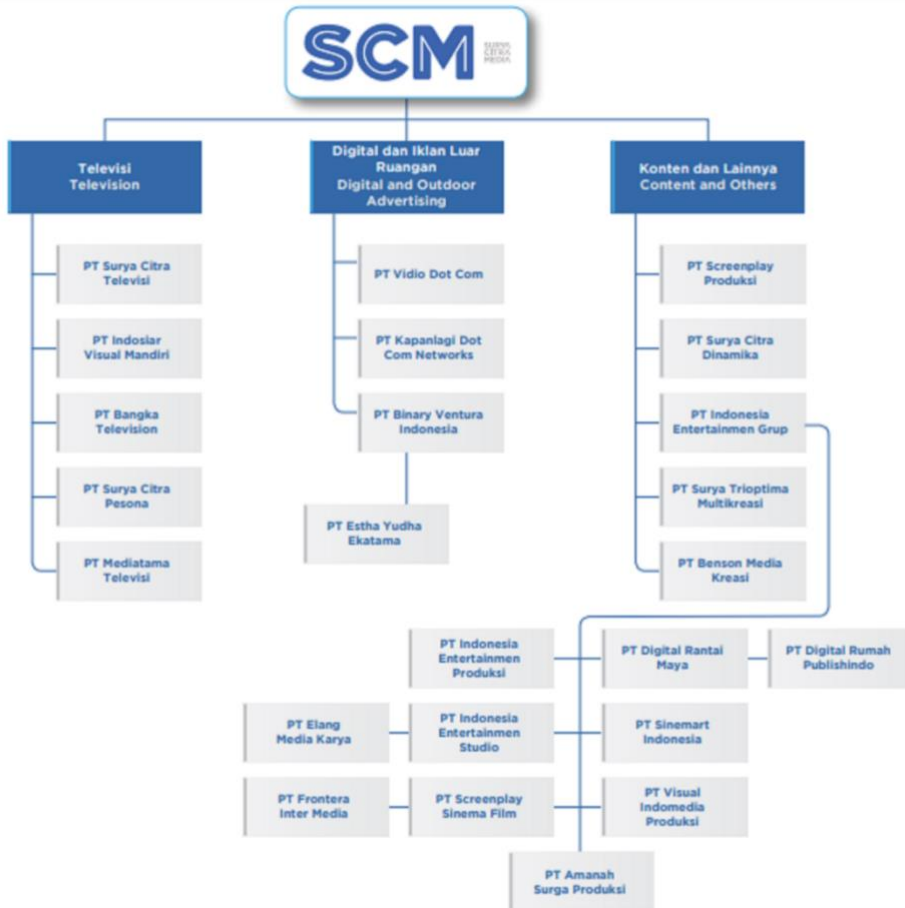 SCM
SURYA
CITRA
MEDIA
Televisi
Television
Digital dan Iklan Luar
Ruangan
Digital and Outdoor
Advertising
Konten dan Lainnya
Content and Others
PT Surya Citra
Televisi
PT Indosiar
Visual Mandiri
PT Bangka
Television
PT Surya Citra
Pesona
PT Mediatama
Televisi
PT Vidio Dot Com
PT Kapanlagi Dot
Com Networks
PT Binary Ventura
Indonesia
PT Estha Yudha
Ekatama
PT Screenplay
Produksi
PT Surya Citra
Dinamika
PT Indonesia
Entertainmen Grup
PT Surya Trioptima
Multikreasi
PT Benson Media
Kreasi
PT Indonesia
Entertainmen
Produksi
PT Digital Rantai
Maya
PT Digital Rumah
Publishindo
PT Elang
Media Karya
PT Indonesia
Entertainmen
Studio
PT Sinemart
Indonesia
PT Frontera
Inter Media
PT Screenplay
Sinema Film
PT Visual
Indomedia
Produksi
PT Amanah
Surga Produksi